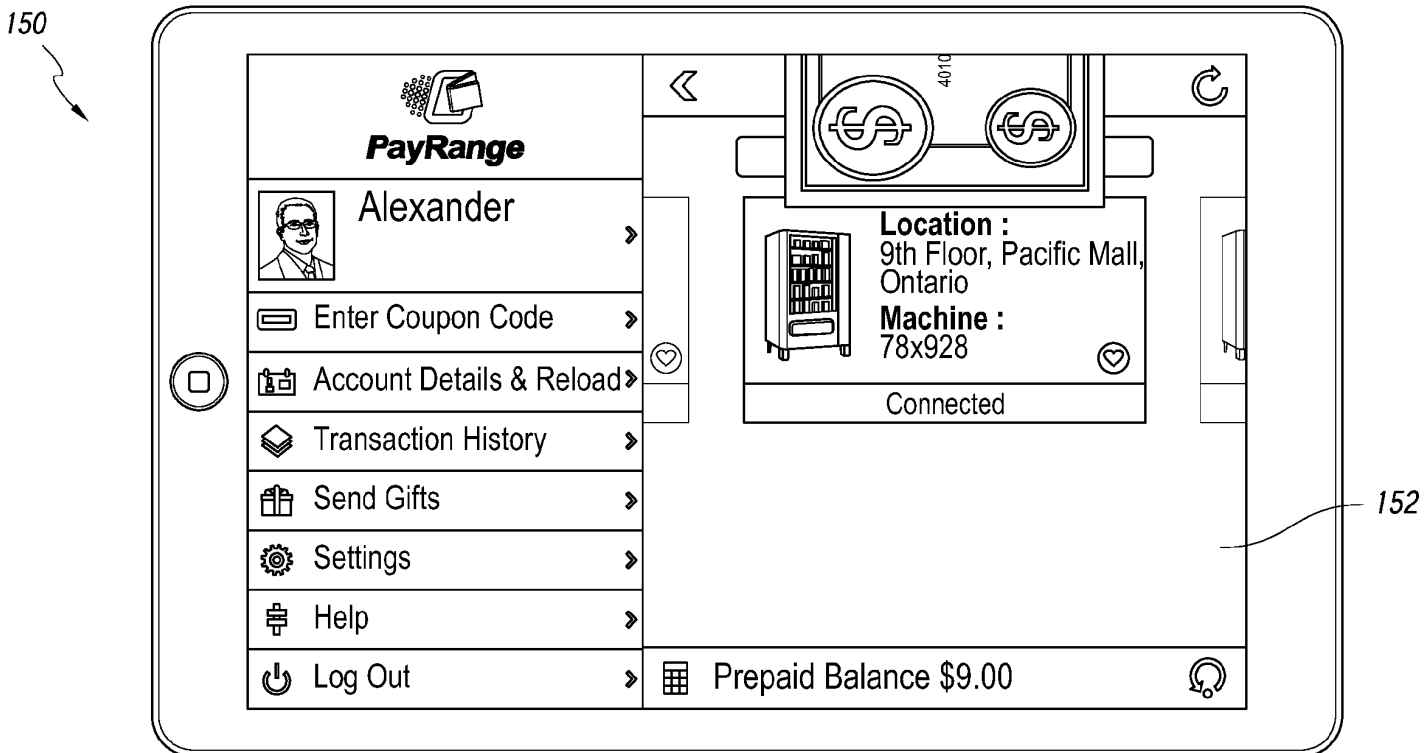 150
PayRange
Alexander
Enter Coupon Code
Account Details & Reload
Transaction History
Send Gifts
Settings
Help
Log Out
4010
Location :
9th Floor, Pacific Mall,
Ontario
Machine :
78x928
Connected
Prepaid Balance $9.00
152